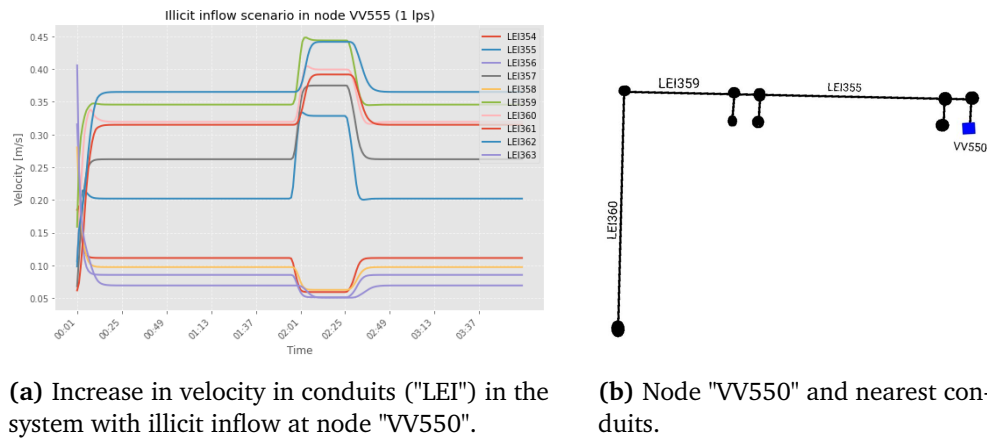 Illicit inflow scenario in node VV555 (1 lps)
Velocity [m/s]
0.45
0.40
0.35
0.30
0.25
0.20
0.15
0.10
0.05
LEI354
LEI355
LEI356
LEI357
LEI358
LEI359
LEI360
LEI361
LEI362
LEI363
00:01
00:25
00:49
01:13
01:37
02:01
02:25
02:49
03:13
03:37
Time
LEI359
LEI355
VV550
LEI360
(a) Increase in velocity in conduits ("LEI") in the
system with illicit inflow at node "VV550".
(b) Node "VV550" and nearest con-
duits.